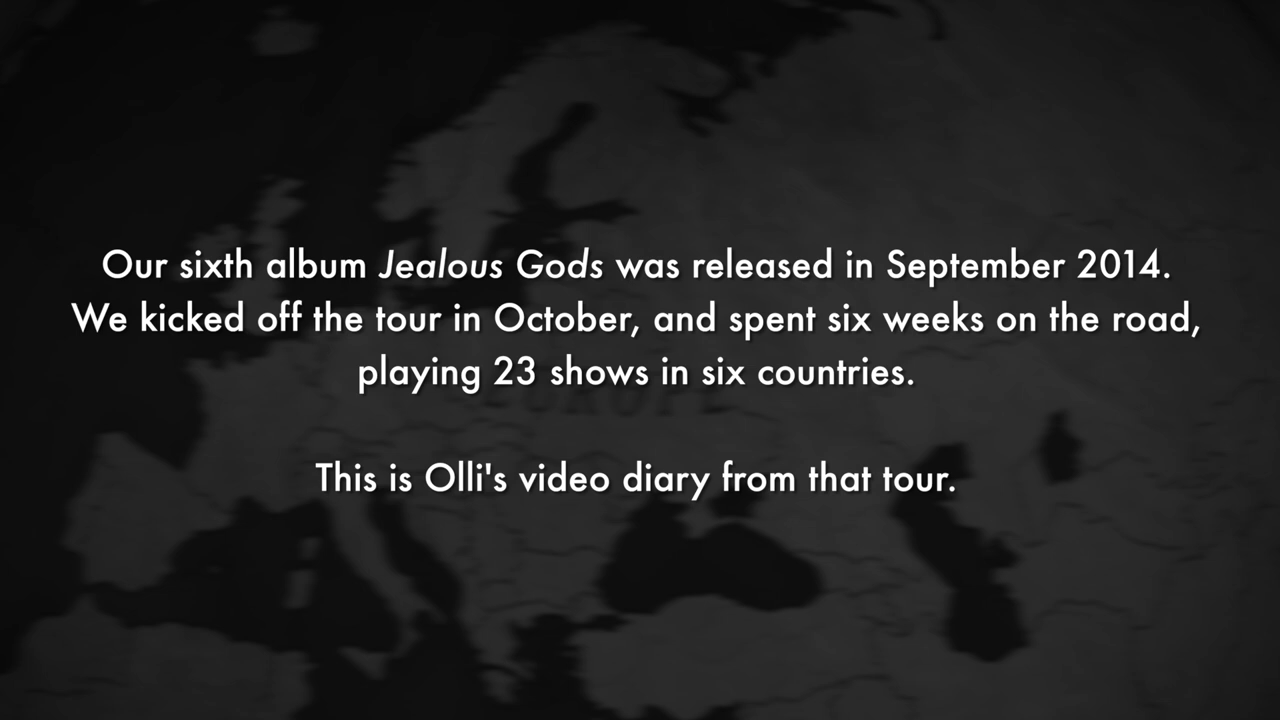 Our sixth album Jealous Gods was released in September 2014.
We kicked off the tour in October, and spent six weeks on the road,
playing 23 shows in six countries.
EUROPE
This is Olli's video diary from that tour.